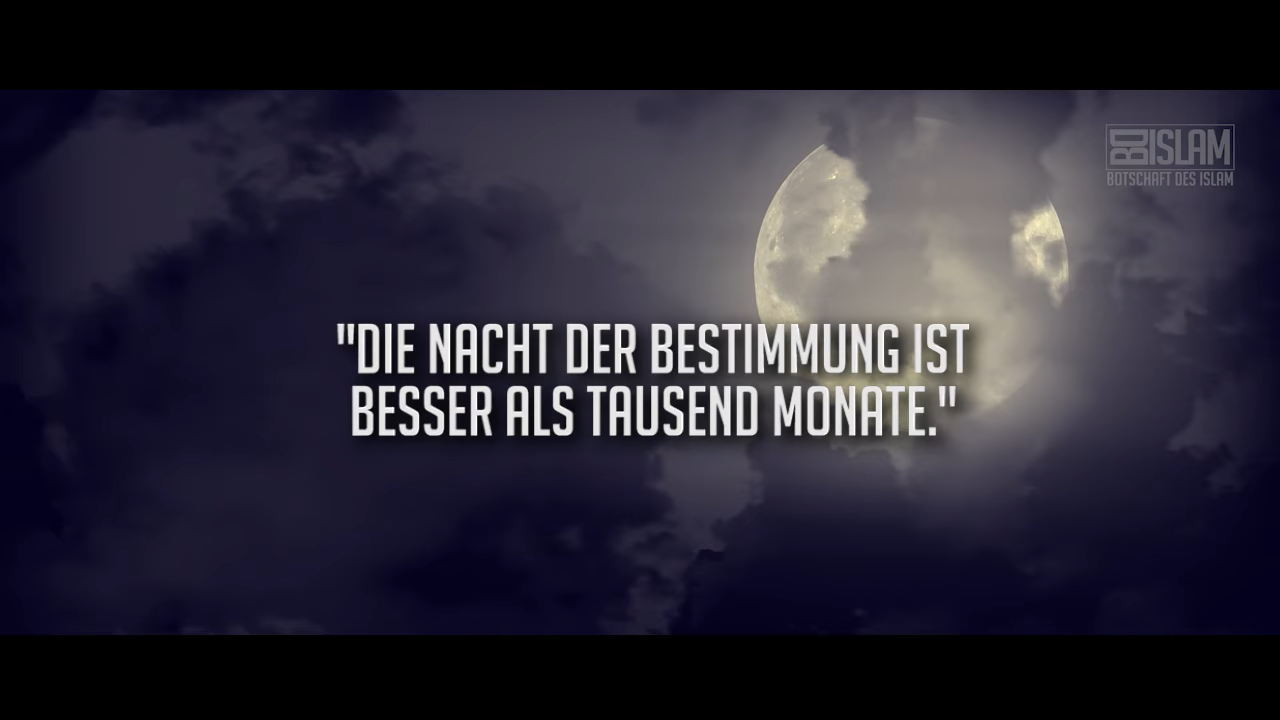 BDISLAM
BOTSCHAFT DES ISLAM
"DIE NACHT DER BESTIMMUNG IST
BESSER ALS TAUSEND MONATE."